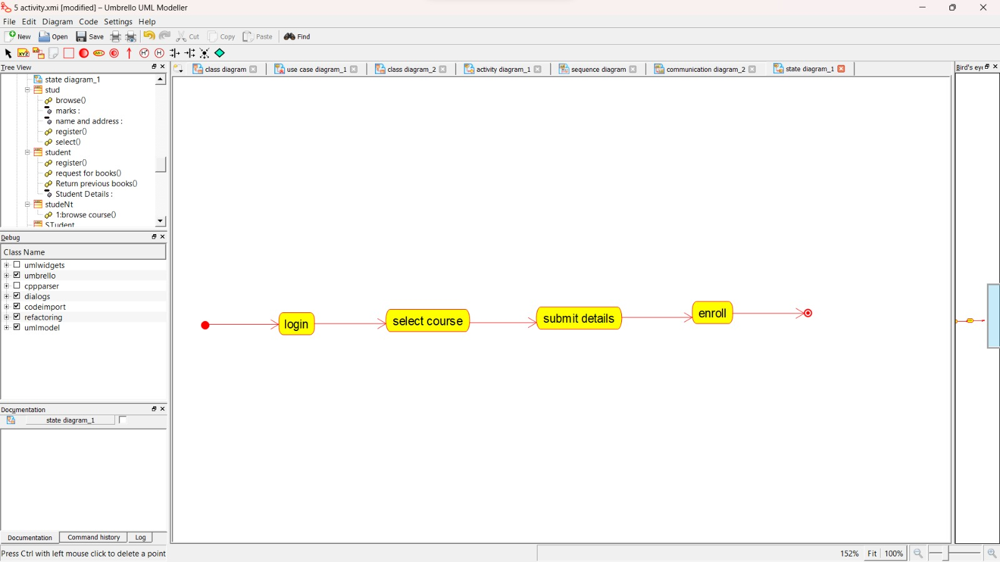 5 activity.xmi [modified] – Umbrello UML Modeller
File Edit Diagram Code Settings Help
New Open Save Cut Copy Paste Find
XYZ ABC H* H
Tree View
class diagram use case diagram_1 class diagram_2 activity diagram_1 sequence diagram communication diagram_2 state diagram_1
Bird's eye
state diagram_1
stud
browse()
marks :
name and address :
register()
select()
student
register()
request for books()
Return previous books()
Student Details :
studeNt
1:browse course()
STudent
Debug
Class Name
umlwidgets
umbrello
cppparser
dialogs
codeimport
refactoring
umlmodel
login
select course
submit details
enroll
Documentation
state diagram_1
Documentation Command history Log
Press Ctrl with left mouse click to delete a point
152% Fit 100%